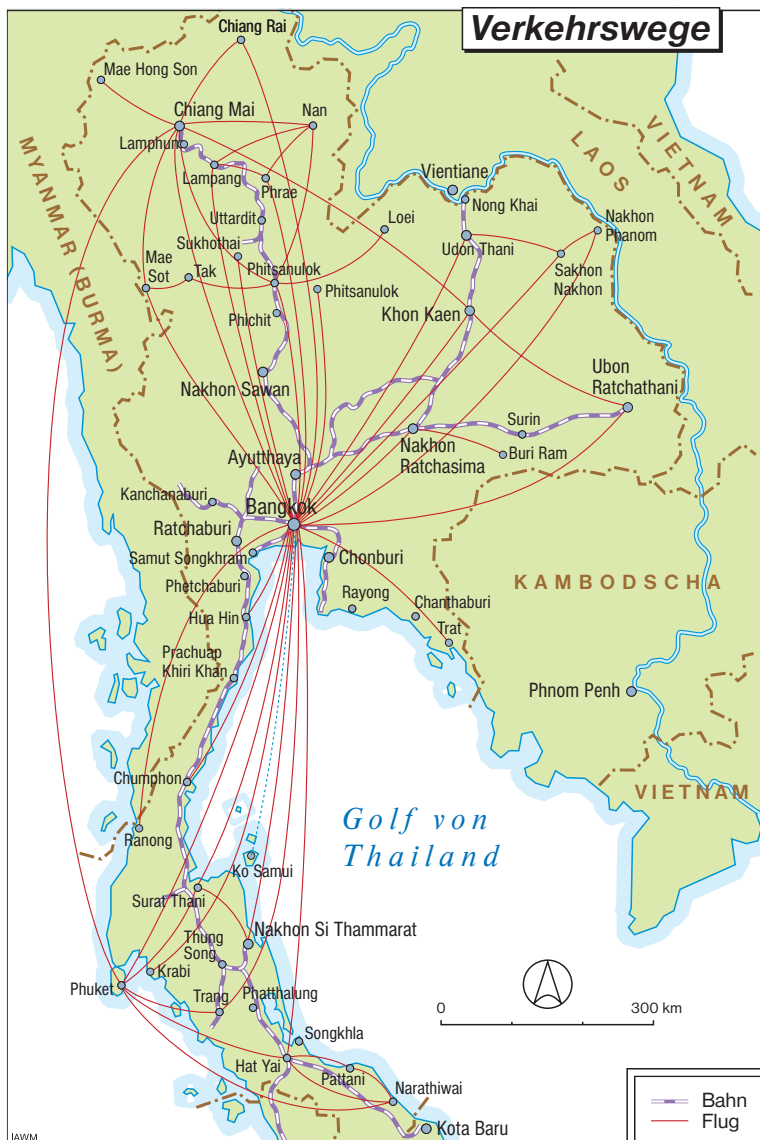 Verkehrswege
Chiang Rai
Mae Hong Son
Chiang Mai
Nan
Lamphun
Lampang
Phrae
MYANMAR (BURMA)
LAOS
VIETNAM
Vientiane
Nong Khai
Uttardit
Loei
Nakhon
Phanom
Sukhothai
Udon Thani
Mae
Sot
Tak
Phitsanulok
Sakhon
Nakhon
Phitsanulok
Phichit
Khon Kaen
Ubon
Ratchathani
Nakhon Sawan
Surin
Nakhon
Ratchasima
Buri Ram
Ayutthaya
Kanchanaburi
Bangkok
Ratchaburi
Samut Songkhram
Chonburi
Phetchaburi
KAMBODSCHA
Rayong
Chanthaburi
Hua Hin
Trat
Prachuap
Khiri Khan
Phnom Penh
Chumphon
VIETNAM
Golf von
Thailand
Ranong
Ko Samui
Surat Thani
Nakhon Si Thammarat
Thung
Song
Krabi
Phuket
Trang
Phatthalung
0 300 km
Songkhla
Hat Yai
Pattani
Narathiwai
Kota Baru
Bahn
Flug
IAWM